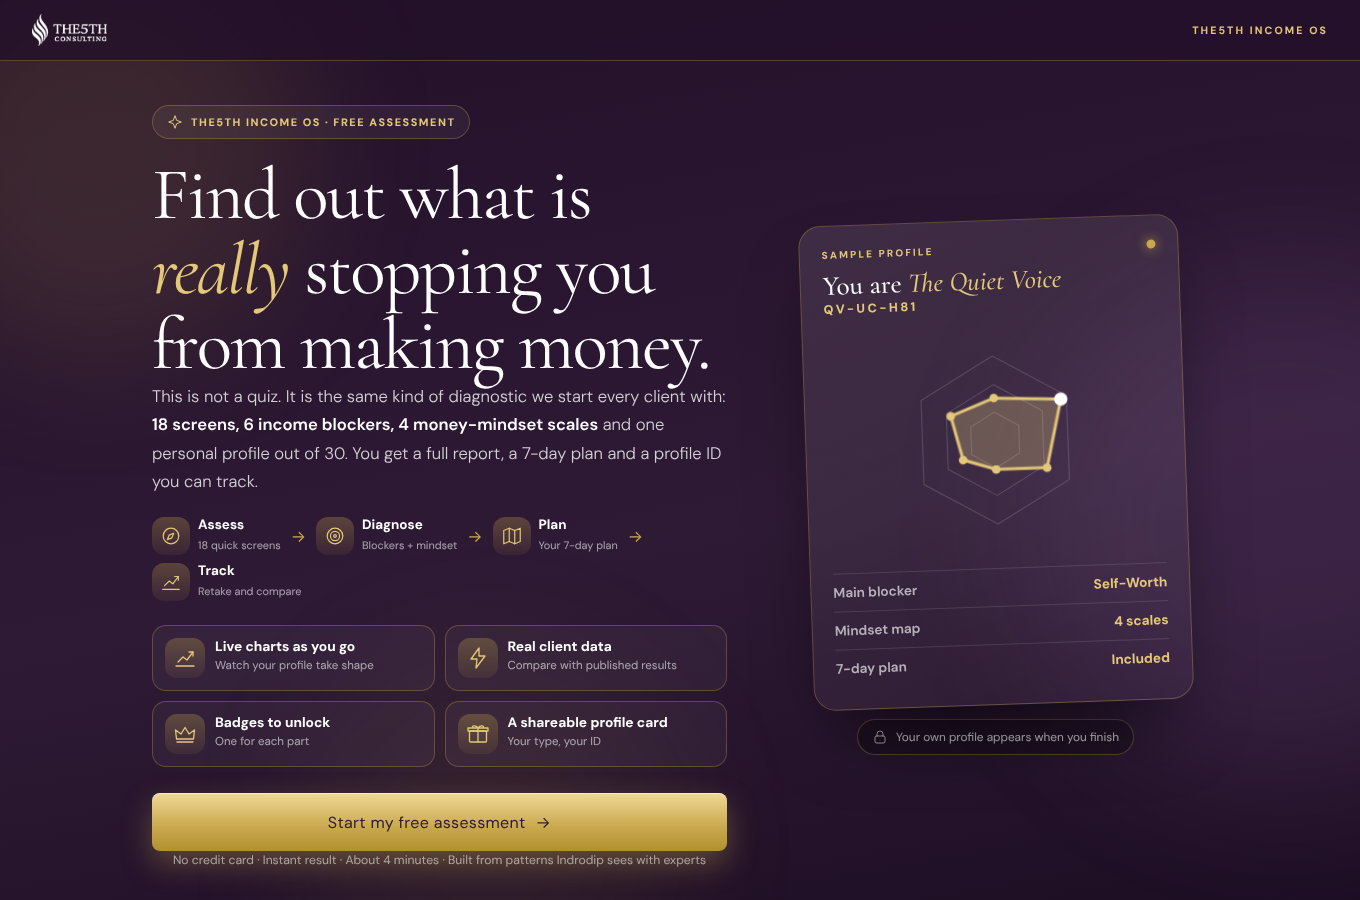 THE5TH
CONSULTING
THE5TH INCOME OS
THE5TH INCOME OS · FREE ASSESSMENT
Find out what is
really stopping you
from making money.
This is not a quiz. It is the same kind of diagnostic we start every client with:
18 screens, 6 income blockers, 4 money-mindset scales and one
personal profile out of 30. You get a full report, a 7-day plan and a profile ID
you can track.
Assess
18 quick screens
→
Diagnose
Blockers + mindset
→
Plan
Your 7-day plan
→
Track
Retake and compare
Live charts as you go
Watch your profile take shape
Real client data
Compare with published results
Badges to unlock
One for each part
A shareable profile card
Your type, your ID
Start my free assessment →
No credit card · Instant result · About 4 minutes · Built from patterns Indrodip sees with experts
SAMPLE PROFILE
You are The Quiet Voice
QV-UC-H81
Main blocker Self-Worth
Mindset map 4 scales
7-day plan Included
Your own profile appears when you finish